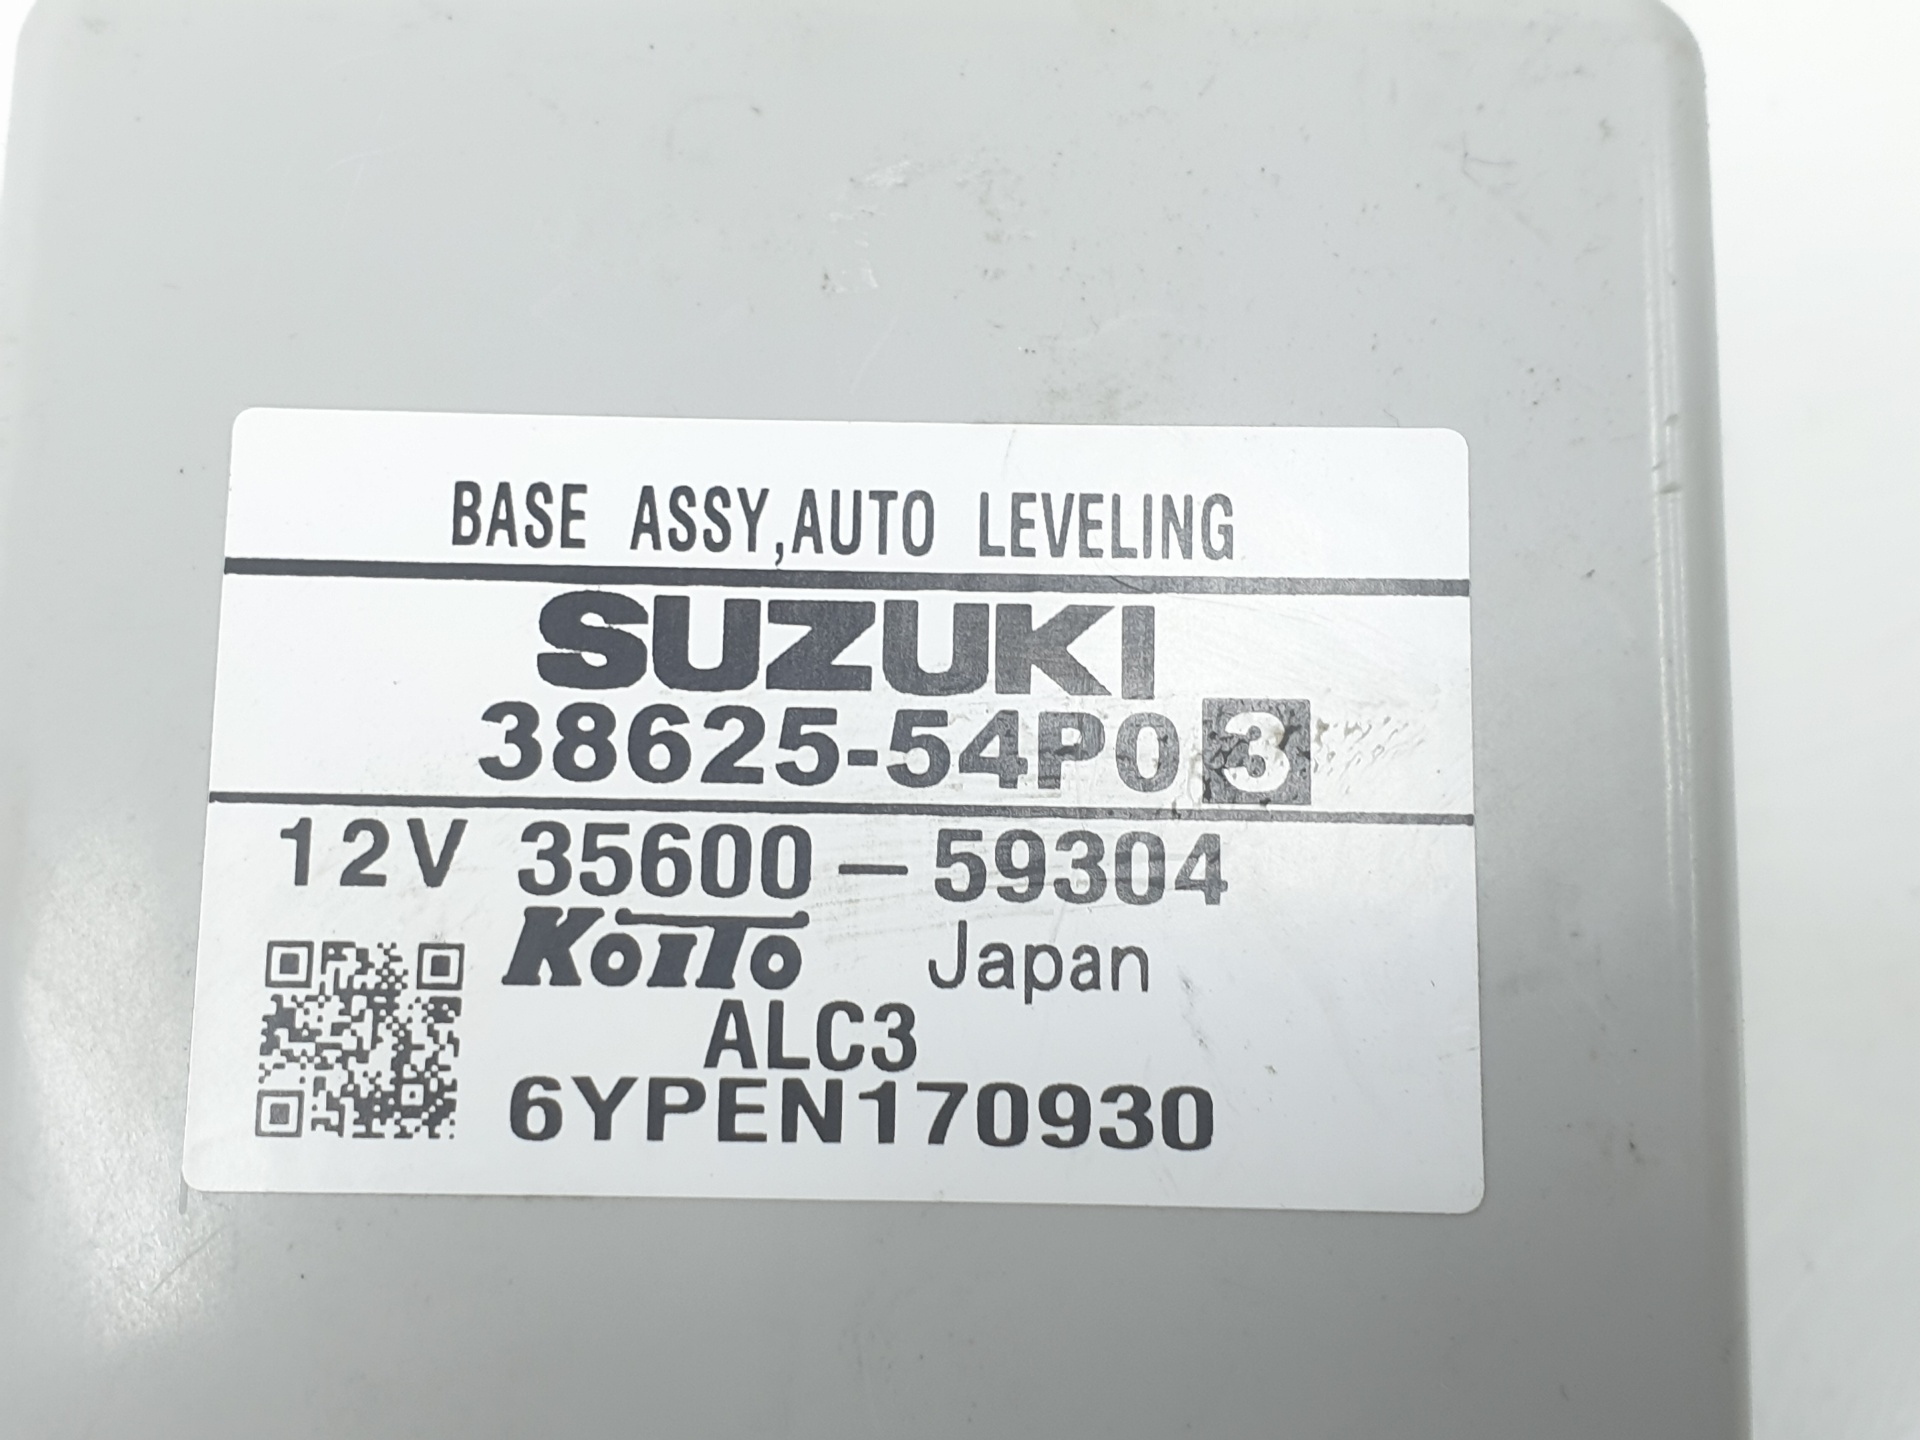 BASE ASSY,AUTO LEVELING
SUZUKI
38625-54P03
12V 35600-59304
KOITO Japan
ALC3
6YPEN170930